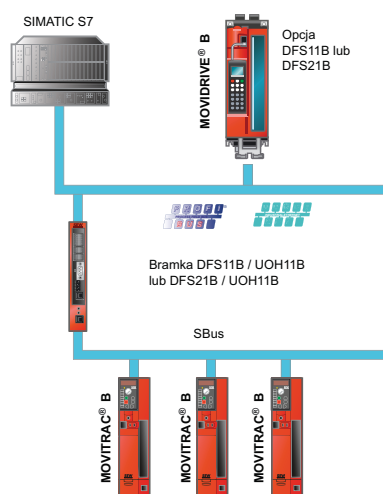 SIMATIC S7
MOVIDRIVE® B
Opcja
DFS11B lub
DFS21B
Bramka DFS11B / UOH11B
lub DFS21B / UOH11B
SBus
MOVITRAC® B
MOVITRAC® B
MOVITRAC® B